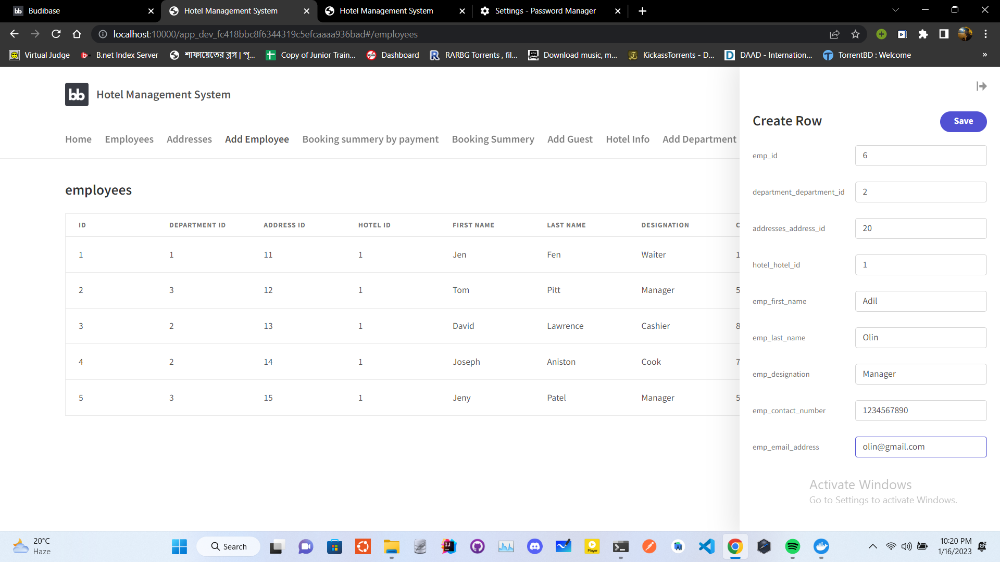 Budibase
Hotel Management System
Hotel Management System
Settings - Password Manager
localhost:10000/app_dev_fc418bbc8f6344319c5efcaaaa936bad#/employees
Virtual Judge
B.net Index Server
শাফায়েতের ব্লগ | প্...
Copy of Junior Train...
Dashboard
RARBG Torrents , fil...
Download music, m...
KickassTorrents - D...
DAAD - Internation...
TorrentBD : Welcome
»
bb Hotel Management System
Home Employees Addresses Add Employee Booking summery by payment Booking Summery Add Guest Hotel Info Add Department
employees
ID DEPARTMENT ID ADDRESS ID HOTEL ID FIRST NAME LAST NAME DESIGNATION C
1 1 11 1 Jen Fen Waiter 1
2 3 12 1 Tom Pitt Manager 5
3 2 13 1 David Lawrence Cashier 8
4 2 14 1 Joseph Aniston Cook 7
5 3 15 1 Jeny Patel Manager 5
Create Row
Save
emp_id 6
department_department_id 2
addresses_address_id 20
hotel_hotel_id 1
emp_first_name Adil
emp_last_name Olin
emp_designation Manager
emp_contact_number 1234567890
emp_email_address olin@gmail.com
Activate Windows
Go to Settings to activate Windows.
20°C
Haze
Search
Player
10:20 PM
1/16/2023